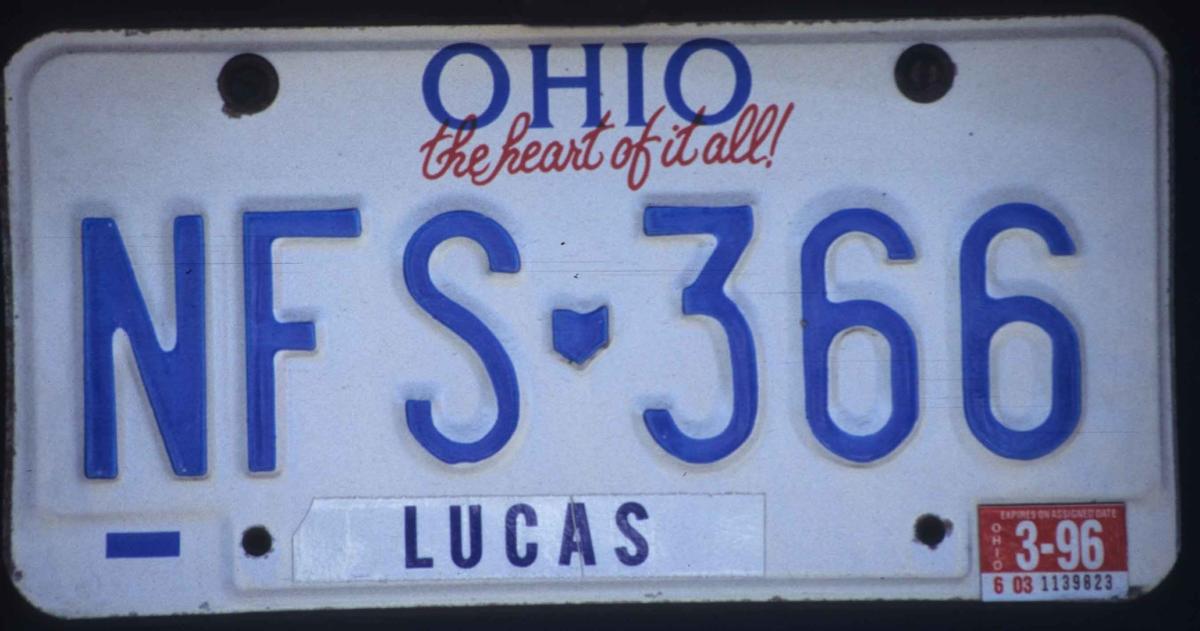 OHIO
the heart of it all!
NFS 366
LUCAS
EXPIRES ON ASSIGNED DATE
OHIO
3-96
6 03 1139823